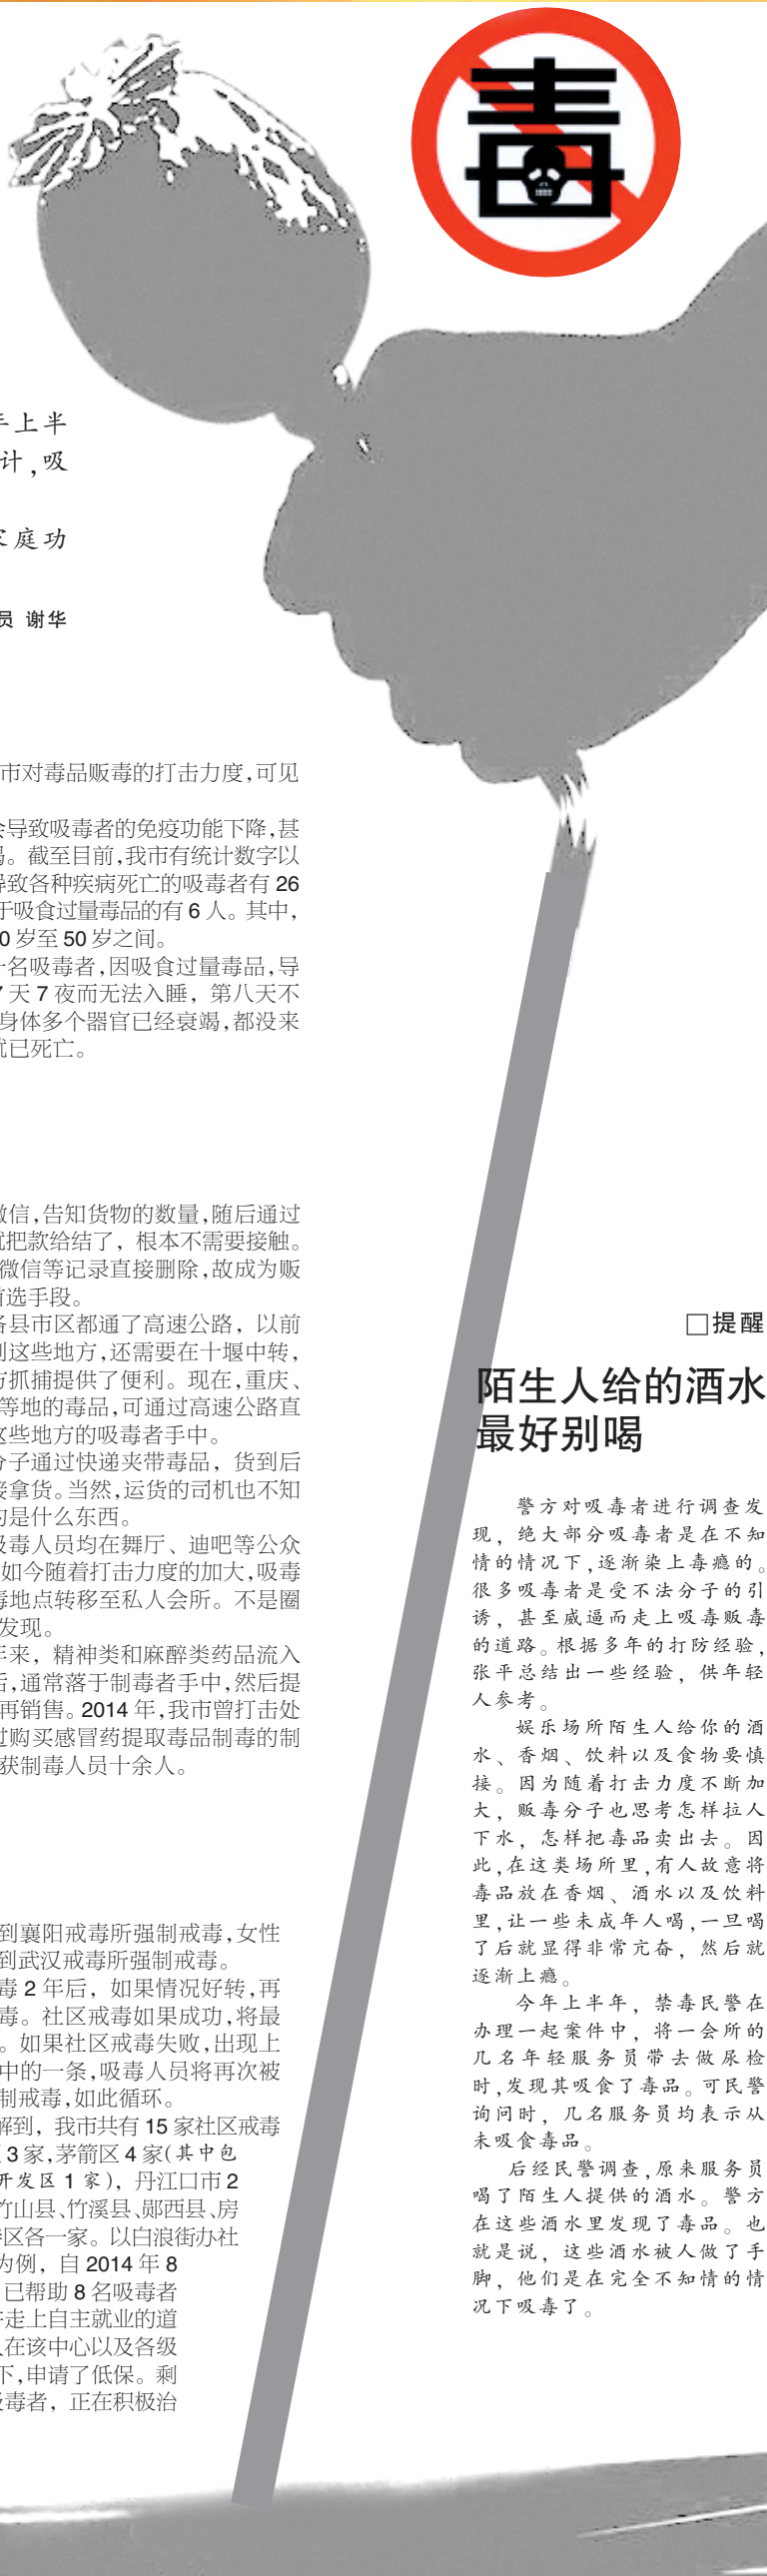 毒
年上半
计,吸
家庭功
员 谢华
市对毒品贩毒的打击力度,可见
会导致吸毒者的免疫功能下降,甚
竭。截至目前,我市有统计数字以
导致各种疾病死亡的吸毒者有 26
于吸食过量毒品的有 6 人。其中,
0 岁至 50 岁之间。
一名吸毒者,因吸食过量毒品,导
7 天 7 夜而无法入睡, 第八天不
身体多个器官已经衰竭,都没来
就已死亡。
微信,告知货物的数量,随后通过
就把款给结了, 根本不需要接触。
微信等记录直接删除,故成为贩
首选手段。
各县市区都通了高速公路, 以前
到这些地方,还需要在十堰中转,
方抓捕提供了便利。现在,重庆、
等地的毒品,可通过高速公路直
这些地方的吸毒者手中。
分子通过快递夹带毒品, 货到后
接拿货。当然,运货的司机也不知
的是什么东西。
吸毒人员均在舞厅、迪吧等公众
如今随着打击力度的加大,吸毒
毒地点转移至私人会所。不是圈
发现。
年来, 精神类和麻醉类药品流入
后,通常落于制毒者手中,然后提
再销售。2014 年,我市曾打击处
过购买感冒药提取毒品制毒的制
获制毒人员十余人。
到襄阳戒毒所强制戒毒,女性
到武汉戒毒所强制戒毒。
毒 2 年后, 如果情况好转,再
毒。社区戒毒如果成功,将最
。如果社区戒毒失败,出现上
中的一条,吸毒人员将再次被
制戒毒,如此循环。
解到, 我市共有 15 家社区戒毒
区 3 家,茅箭区 4 家(其中包
开发区 1 家), 丹江口市 2
竹山县、竹溪县、郧西县、房
区各一家。以白浪街办社
为例, 自 2014 年 8
已帮助 8 名吸毒者
并走上自主就业的道
人在该中心以及各级
下,申请了低保。剩
吸毒者, 正在积极治
□提醒
陌生人给的酒水
最好别喝
警方对吸毒者进行调查发
现, 绝大部分吸毒者是在不知
情的情况下,逐渐染上毒瘾的。
很多吸毒者是受不法分子的引
诱, 甚至威逼而走上吸毒贩毒
的道路。根据多年的打防经验,
张平总结出一些经验, 供年轻
人参考。
娱乐场所陌生人给你的酒
水、香烟、饮料以及食物要慎
接。因为随着打击力度不断加
大, 贩毒分子也思考怎样拉人
下水, 怎样把毒品卖出去。因
此,在这类场所里,有人故意将
毒品放在香烟、酒水以及饮料
里,让一些未成年人喝,一旦喝
了后就显得非常亢奋, 然后就
逐渐上瘾。
今年上半年, 禁毒民警在
办理一起案件中, 将一会所的
几名年轻服务员带去做尿检
时,发现其吸食了毒品。可民警
询问时, 几名服务员均表示从
未吸食毒品。
后经民警调查,原来服务员
喝了陌生人提供的酒水。警方
在这些酒水里发现了毒品。也
就是说, 这些酒水被人做了手
脚, 他们是在完全不知情的情
况下吸毒了。